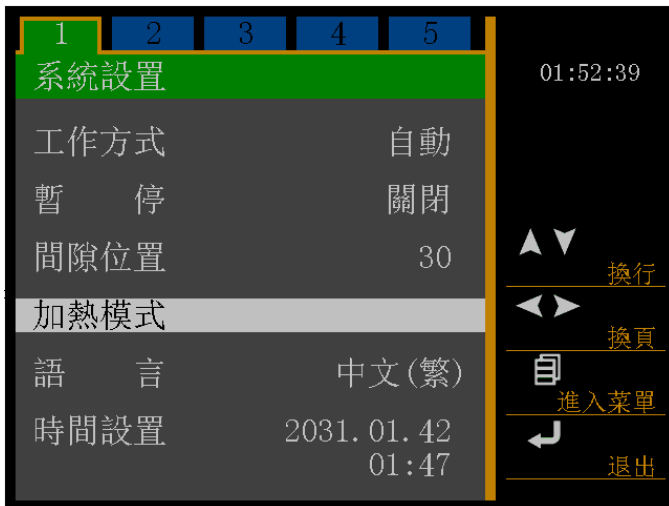 1 2 3 4 5
系統設置
01:52:39
工作方式 自動
暫 停 關閉
間隙位置 30
加熱模式
語 言 中文(繁)
時間設置 2031.01.42
01:47
換行
換頁
進入菜單
退出